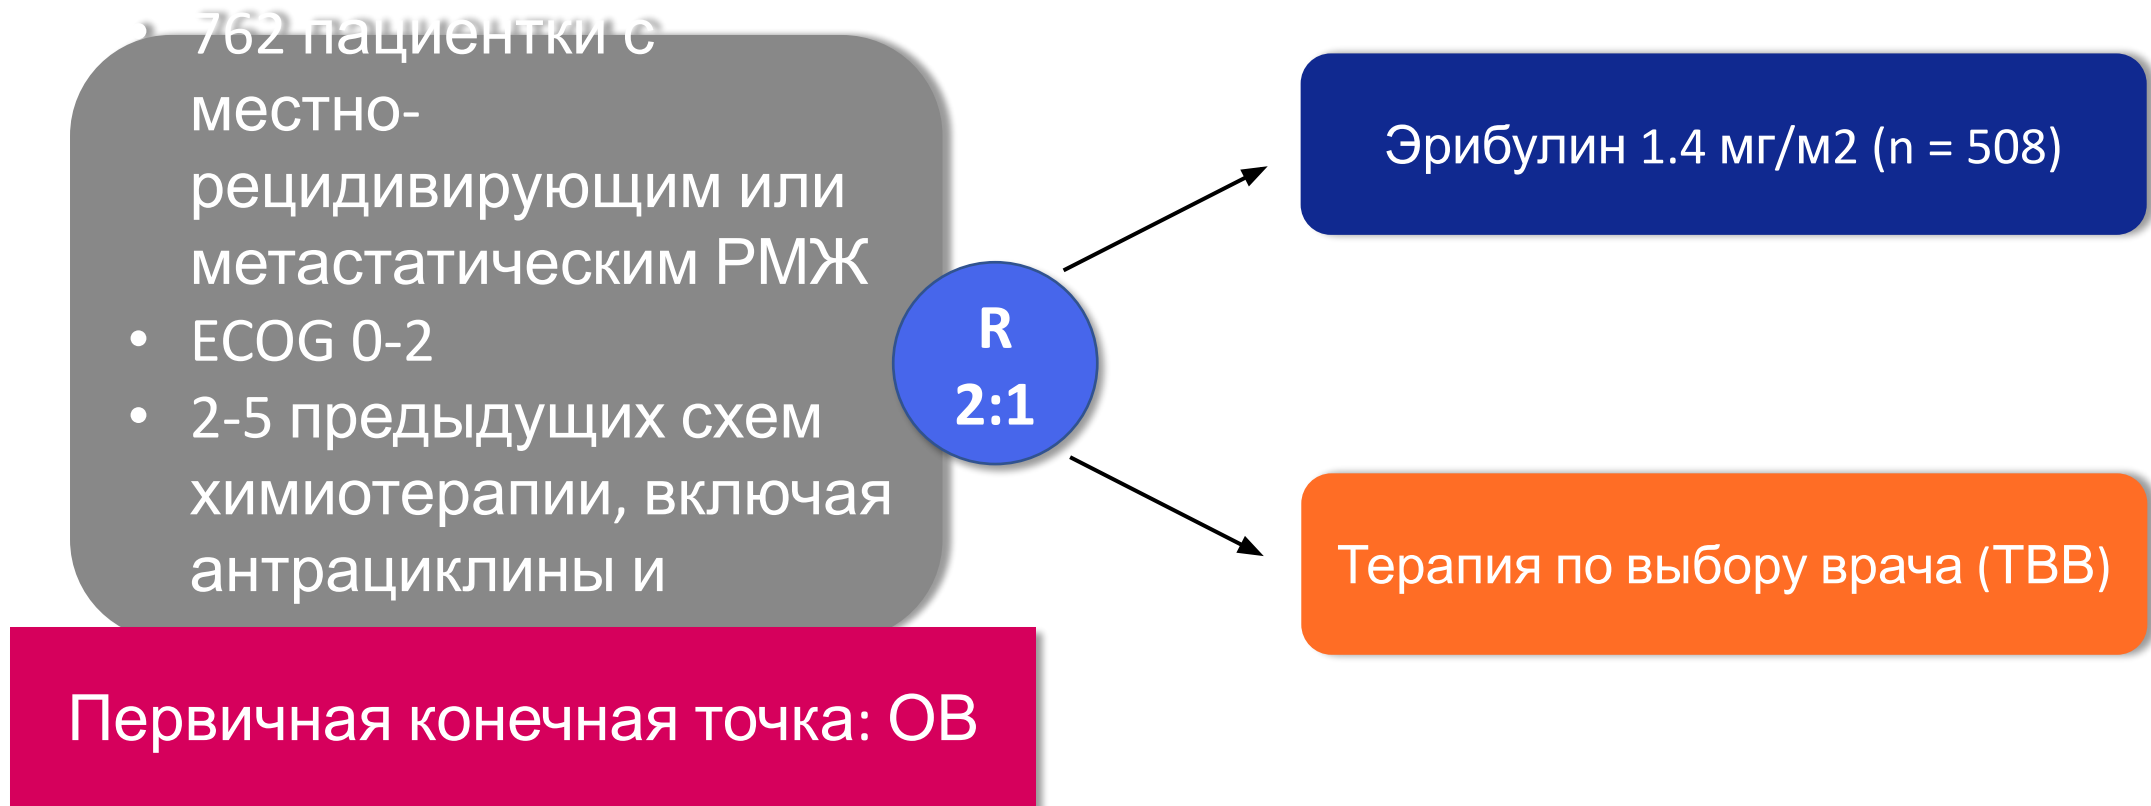 • 762 пациентки с
местно-
рецидивирующим или
метастатическим РМЖ
• ECOG 0-2
• 2-5 предыдущих схем
химиотерапии, включая
антрациклины и
R
2:1
Эрибулин 1.4 мг/м2 (n = 508)
Терапия по выбору врача (ТВВ)
Первичная конечная точка: ОВ